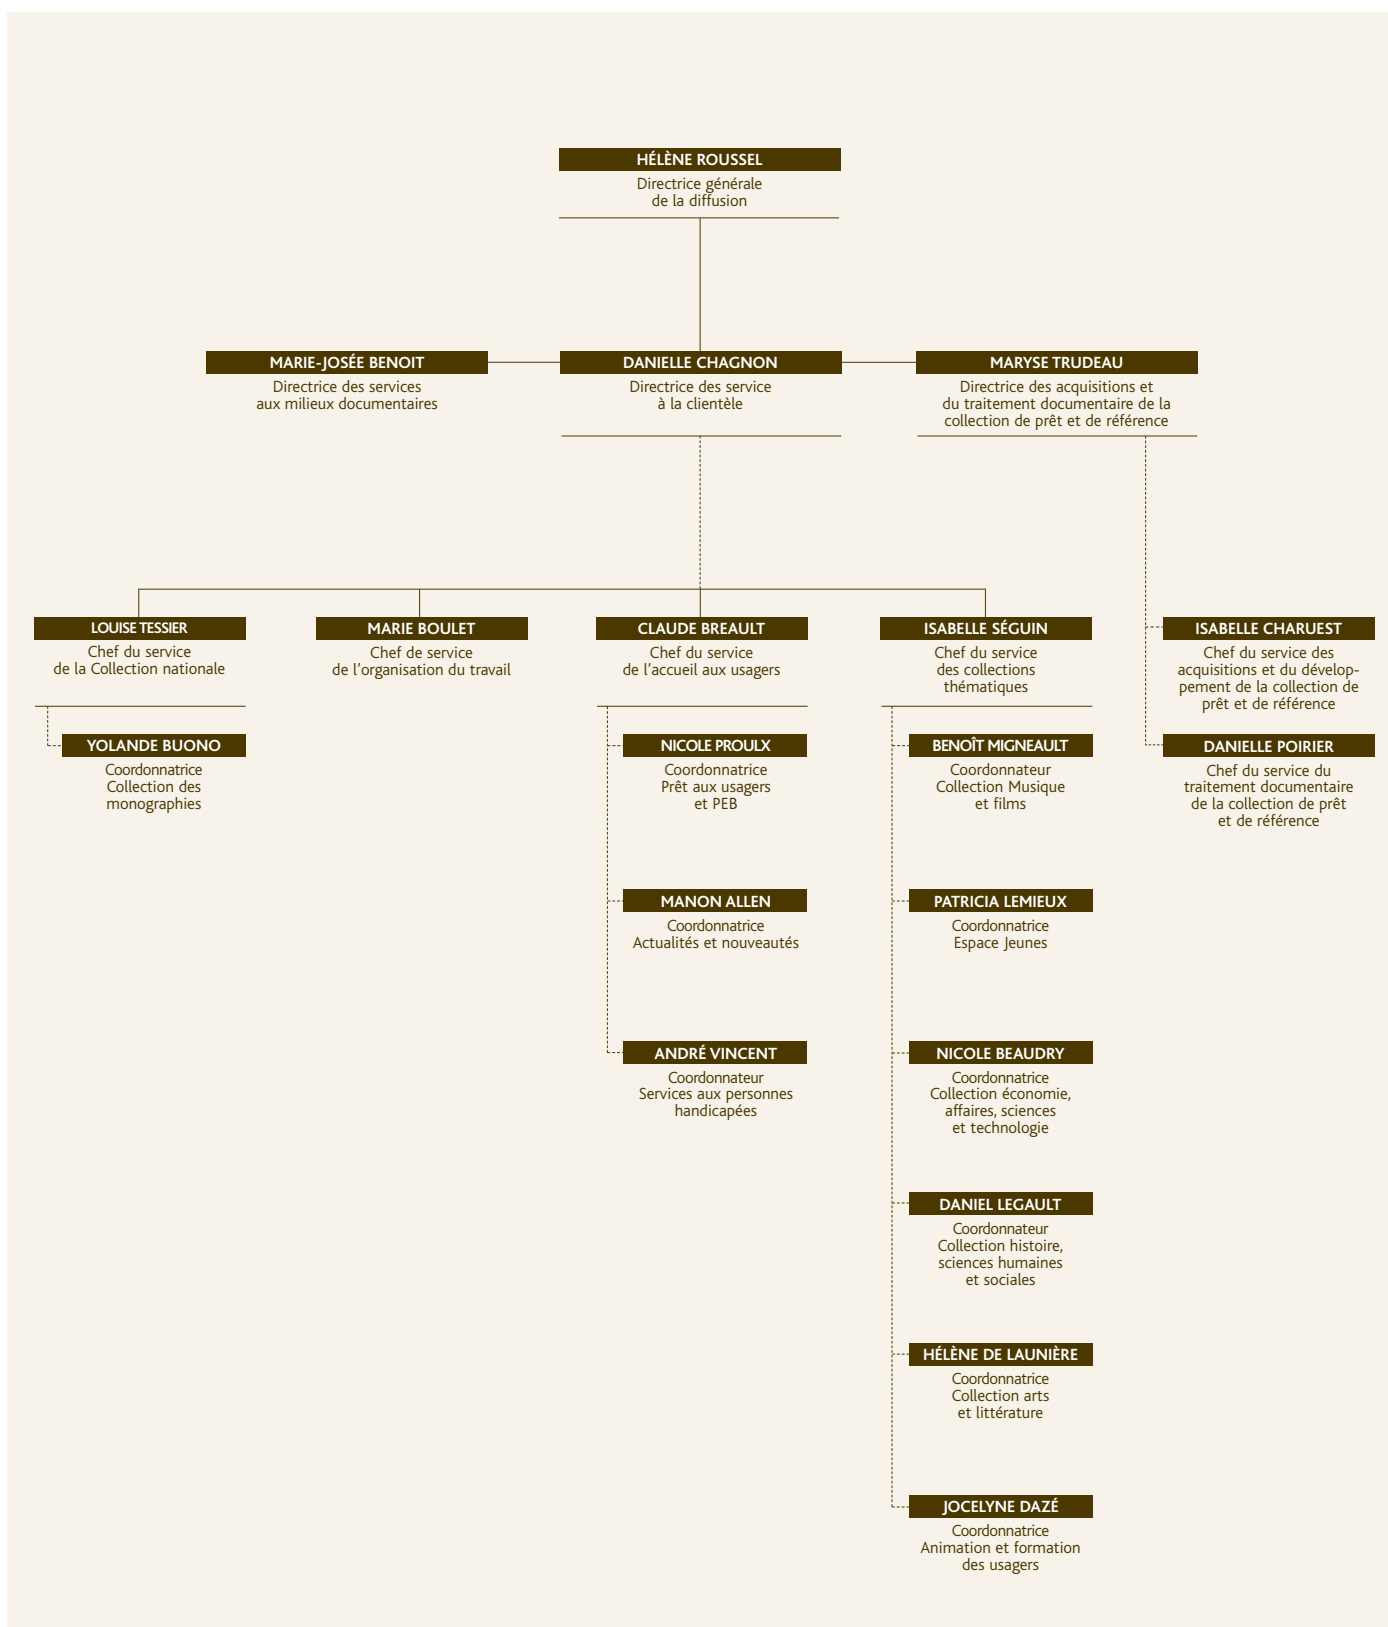 HÉLÈNE ROUSSEL
Directrice générale
de la diffusion
MARIE-JOSÉE BENOIT
Directrice des services
aux milieux documentaires
DANIELLE CHAGNON
Directrice des service
à la clientèle
MARYSE TRUDEAU
Directrice des acquisitions et
du traitement documentaire de la
collection de prêt et de référence
LOUISE TESSIER
Chef du service
de la Collection nationale
YOLANDE BUONO
Coordonnatrice
Collection des
monographies
MARIE BOULET
Chef de service
de l'organisation du travail
CLAUDE BREAULT
Chef du service
de l'accueil aux usagers
NICOLE PROULX
Coordonnatrice
Prêt aux usagers
et PEB
MANON ALLEN
Coordonnatrice
Actualités et nouveautés
ANDRÉ VINCENT
Coordonnateur
Services aux personnes
handicapées
ISABELLE SÉGUIN
Chef du service
des collections
thématiques
BENOÎT MIGNEAULT
Coordonnateur
Collection Musique
et films
PATRICIA LEMIEUX
Coordonnatrice
Espace Jeunes
NICOLE BEAUDRY
Coordonnatrice
Collection économie,
affaires, sciences
et technologie
DANIEL LEGAULT
Coordonnateur
Collection histoire,
sciences humaines
et sociales
HÉLÈNE DE LAUNIÈRE
Coordonnatrice
Collection arts
et littérature
JOCELYNE DAZÉ
Coordonnatrice
Animation et formation
des usagers
ISABELLE CHARUEST
Chef du service des
acquisitions et du dévelop-
pement de la collection de
prêt et de référence
DANIELLE POIRIER
Chef du service du
traitement documentaire
de la collection de prêt
et de référence